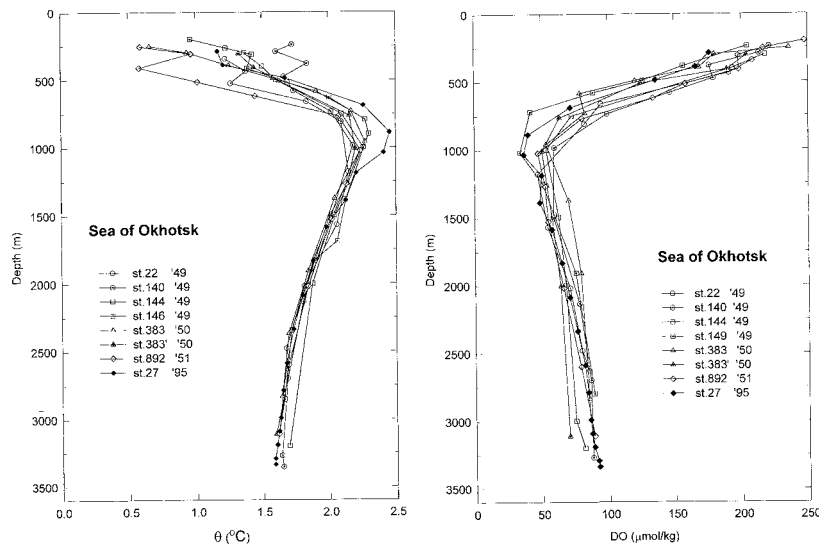 0
500
1000
1500
2000
2500
3000
3500
Depth (m)
Sea of Okhotsk
st.22 '49
st.140 '49
st.144 '49
st.146 '49
st.383 '50
st.383' '50
st.892 '51
st.27 '95
0.0 0.5 1.0 1.5 2.0 2.5
θ (°C)
0
500
1000
1500
2000
2500
3000
3500
Depth (m)
Sea of Okhotsk
st.22 '49
st.140 '49
st.144 '49
st.149 '49
st.383 '50
st.383' '50
st.892 '51
st.27 '95
0 50 100 150 200 250
DO (μmol/kg)